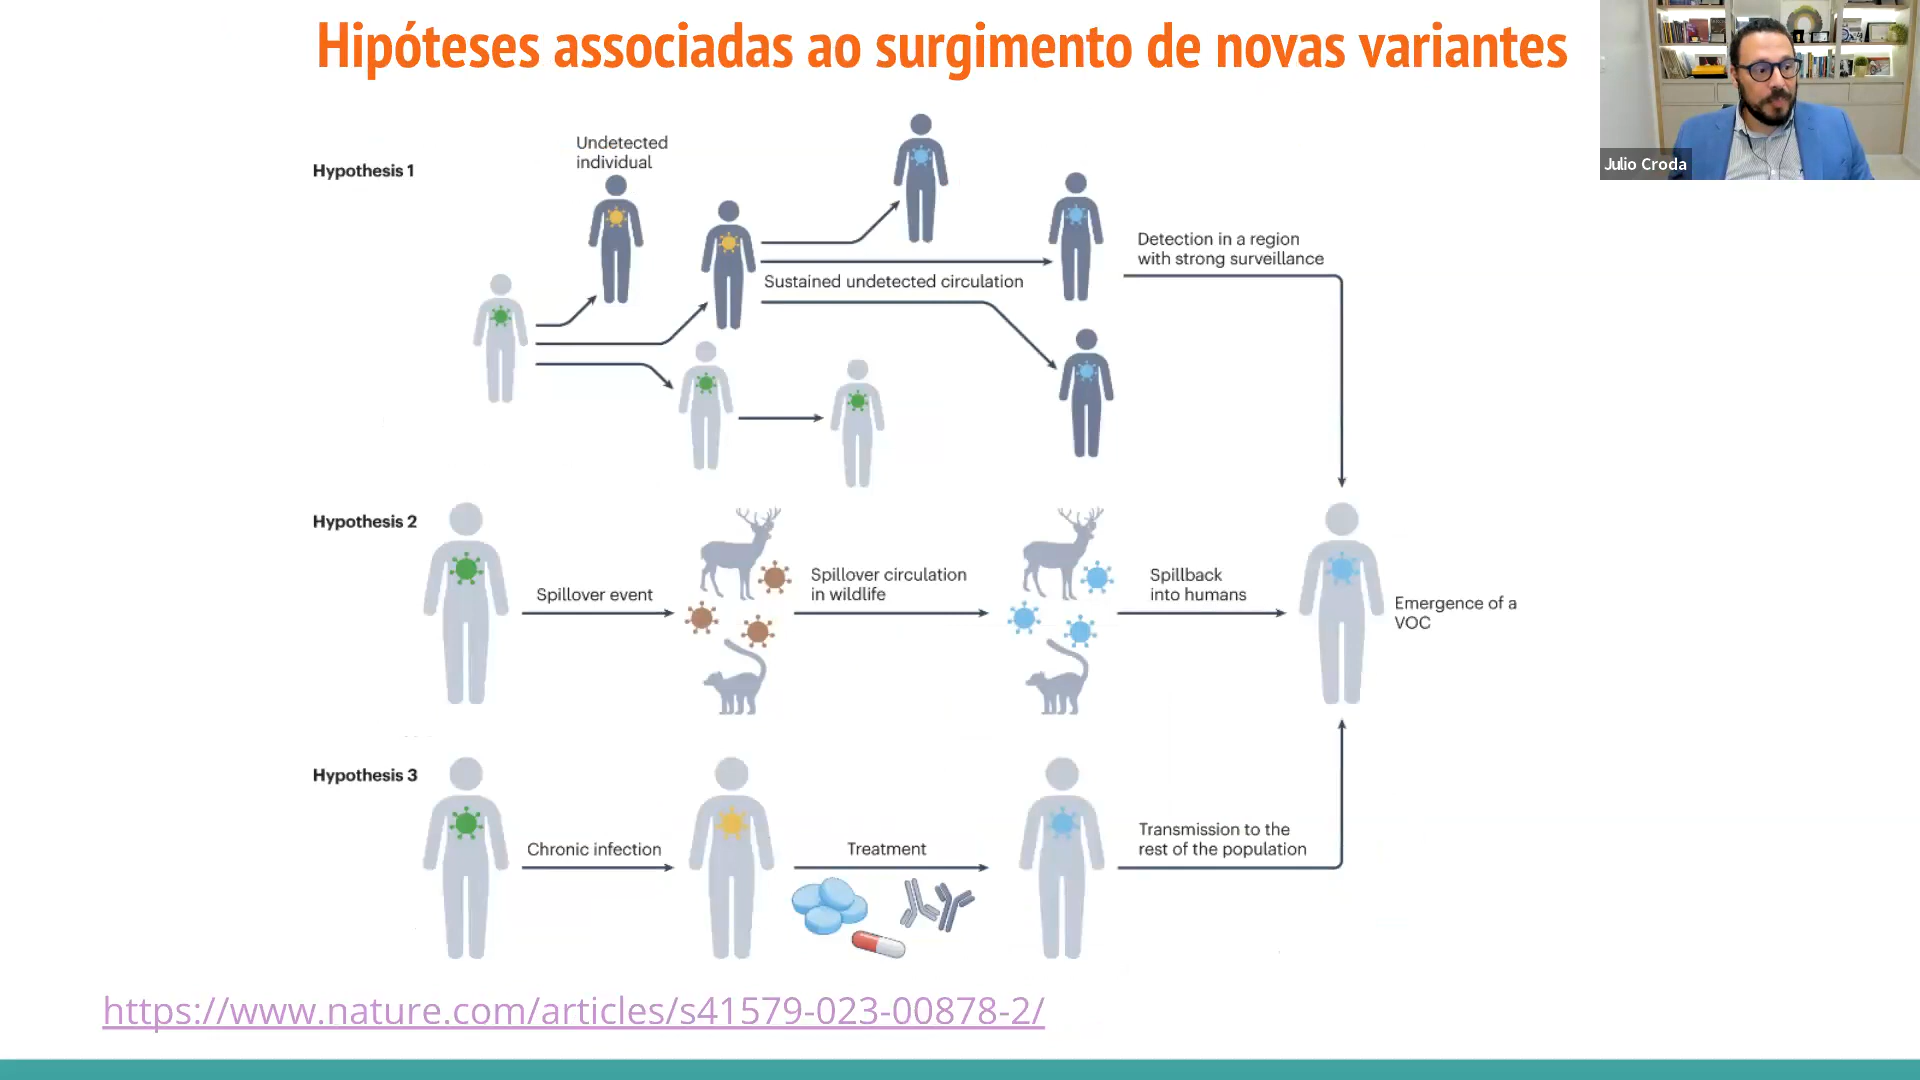 Hipóteses associadas ao surgimento de novas variantes
Julio Croda
Hypothesis 1
Undetected
individual
Sustained undetected circulation
Detection in a region
with strong surveillance
Hypothesis 2
Spillover event
Spillover circulation
in wildlife
Spillback
into humans
Emergence of a
VOC
Hypothesis 3
Chronic infection
Treatment
Transmission to the
rest of the population
https://www.nature.com/articles/s41579-023-00878-2/